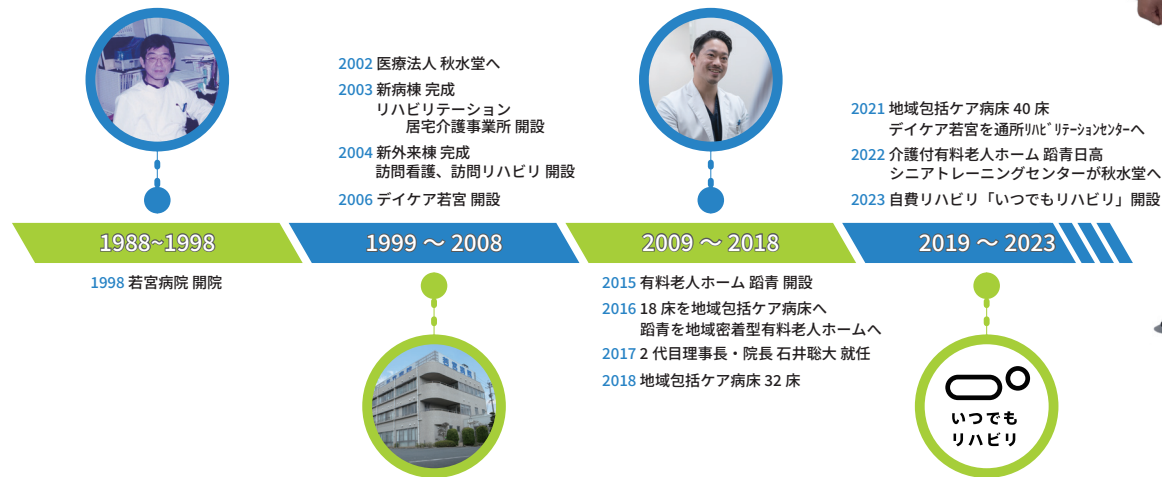 2002 医療法人 秋水堂へ
2003 新病棟 完成
リハビリテーション
居宅介護事業所 開設
2004 新外来棟 完成
訪問看護、訪問リハビリ 開設
2006 デイケア若宮 開設
2021 地域包括ケア病床 40 床
デイケア若宮を通所ﾘﾊﾋﾞﾘﾃｰｼｮﾝｾﾝﾀｰへ
2022 介護付有料老人ホーム 蹈青日高
シニアトレーニングセンターが秋水堂へ
2023 自費リハビリ「いつでもリハビリ」開設
1988~1998
1999 〜 2008
2009 〜 2018
2019 〜 2023
1998 若宮病院 開院
2015 有料老人ホーム 蹈青 開設
2016 18 床を地域包括ケア病床へ
蹈青を地域密着型有料老人ホームへ
2017 2 代目理事長・院長 石井聡大 就任
2018 地域包括ケア病床 32 床
いつでも
リハビリ